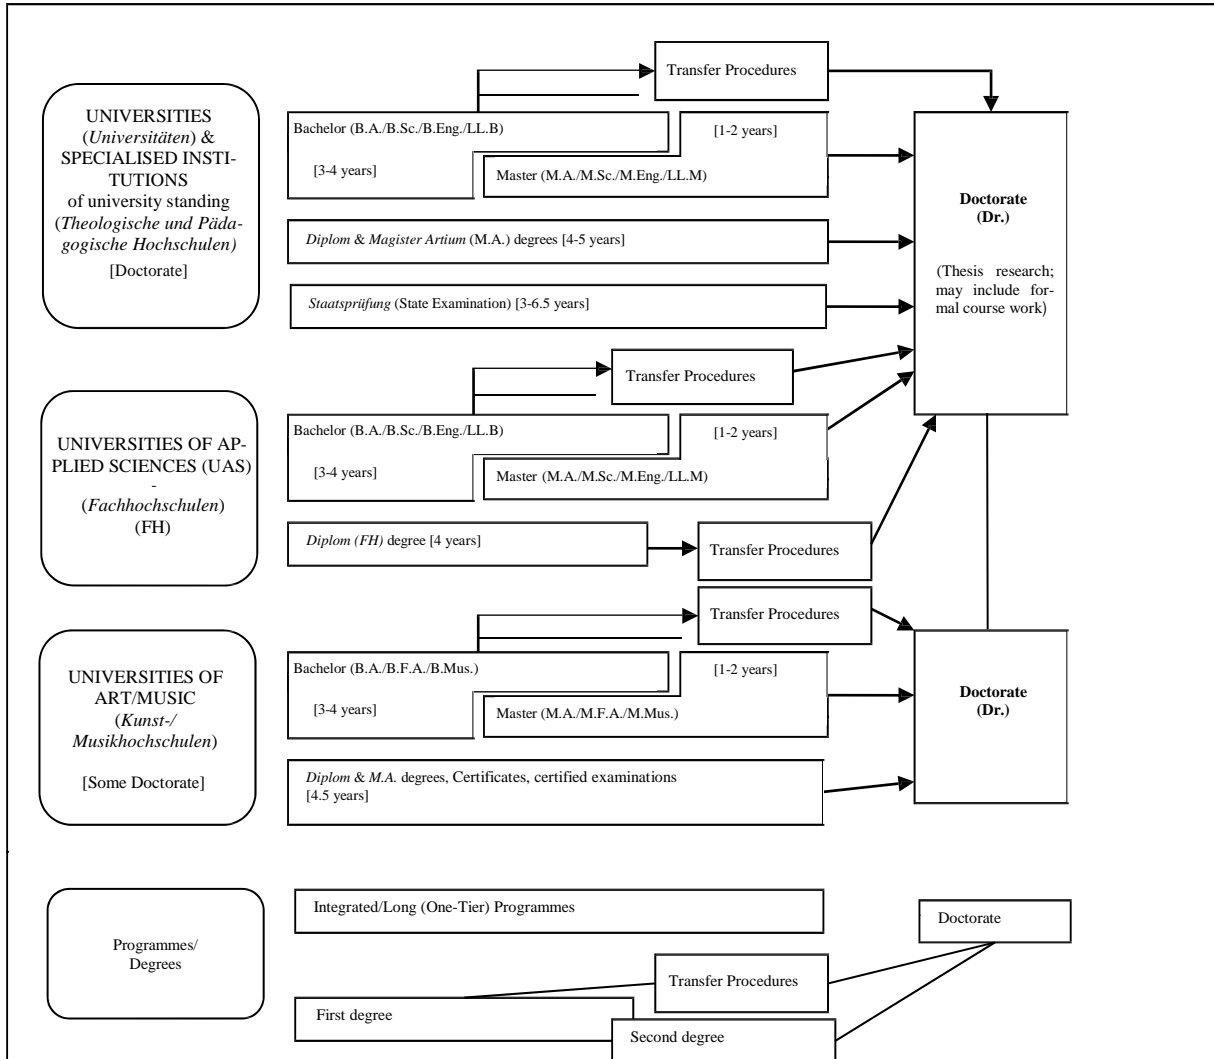 Transfer Procedures
UNIVERSITIES
(Universitäten) &
SPECIALISED INSTI-
TUTIONS
of university standing
(Theologische und Päda-
gogische Hochschulen)
[Doctorate]
Bachelor (B.A./B.Sc./B.Eng./LL.B)
[3-4 years]
[1-2 years]
Master (M.A./M.Sc./M.Eng./LL.M)
Diplom & Magister Artium (M.A.) degrees [4-5 years]
Staatsprüfung (State Examination) [3-6.5 years]
Doctorate
(Dr.)
(Thesis research;
may include for-
mal course work)
Transfer Procedures
UNIVERSITIES OF AP-
PLIED SCIENCES (UAS)
-
(Fachhochschulen)
(FH)
Bachelor (B.A./B.Sc./B.Eng./LL.B)
[3-4 years]
[1-2 years]
Master (M.A./M.Sc./M.Eng./LL.M)
Diplom (FH) degree [4 years]
Transfer Procedures
Transfer Procedures
UNIVERSITIES OF
ART/MUSIC
(Kunst-/
Musikhochschulen)
[Some Doctorate]
Bachelor (B.A./B.F.A./B.Mus.)
[3-4 years]
[1-2 years]
Master (M.A./M.F.A./M.Mus.)
Diplom & M.A. degrees, Certificates, certified examinations
[4.5 years]
Doctorate
(Dr.)
Programmes/
Degrees
Integrated/Long (One-Tier) Programmes
Doctorate
Transfer Procedures
First degree
Second degree